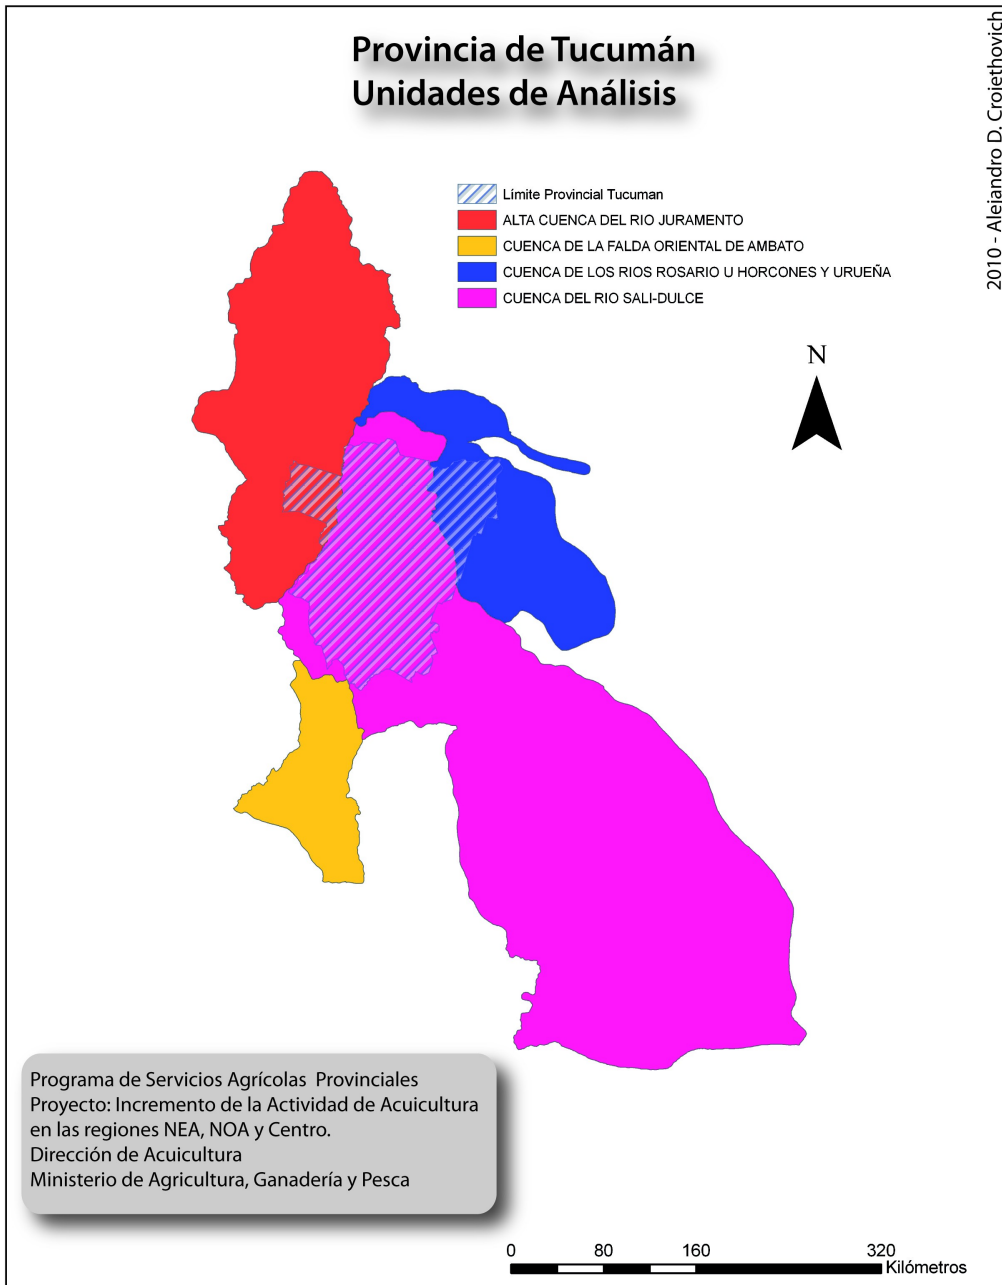 Provincia de Tucumán
Unidades de Análisis
2010 - Alejandro D. Crojethovich
Límite Provincial Tucuman
ALTA CUENCA DEL RIO JURAMENTO
CUENCA DE LA FALDA ORIENTAL DE AMBATO
CUENCA DE LOS RIOS ROSARIO U HORCONES Y URUEÑA
CUENCA DEL RIO SALI-DULCE
N
Programa de Servicios Agrícolas Provinciales
Proyecto: Incremento de la Actividad de Acuicultura
en las regiones NEA, NOA y Centro.
Dirección de Acuicultura
Ministerio de Agricultura, Ganadería y Pesca
0 80 160 320
Kilómetros